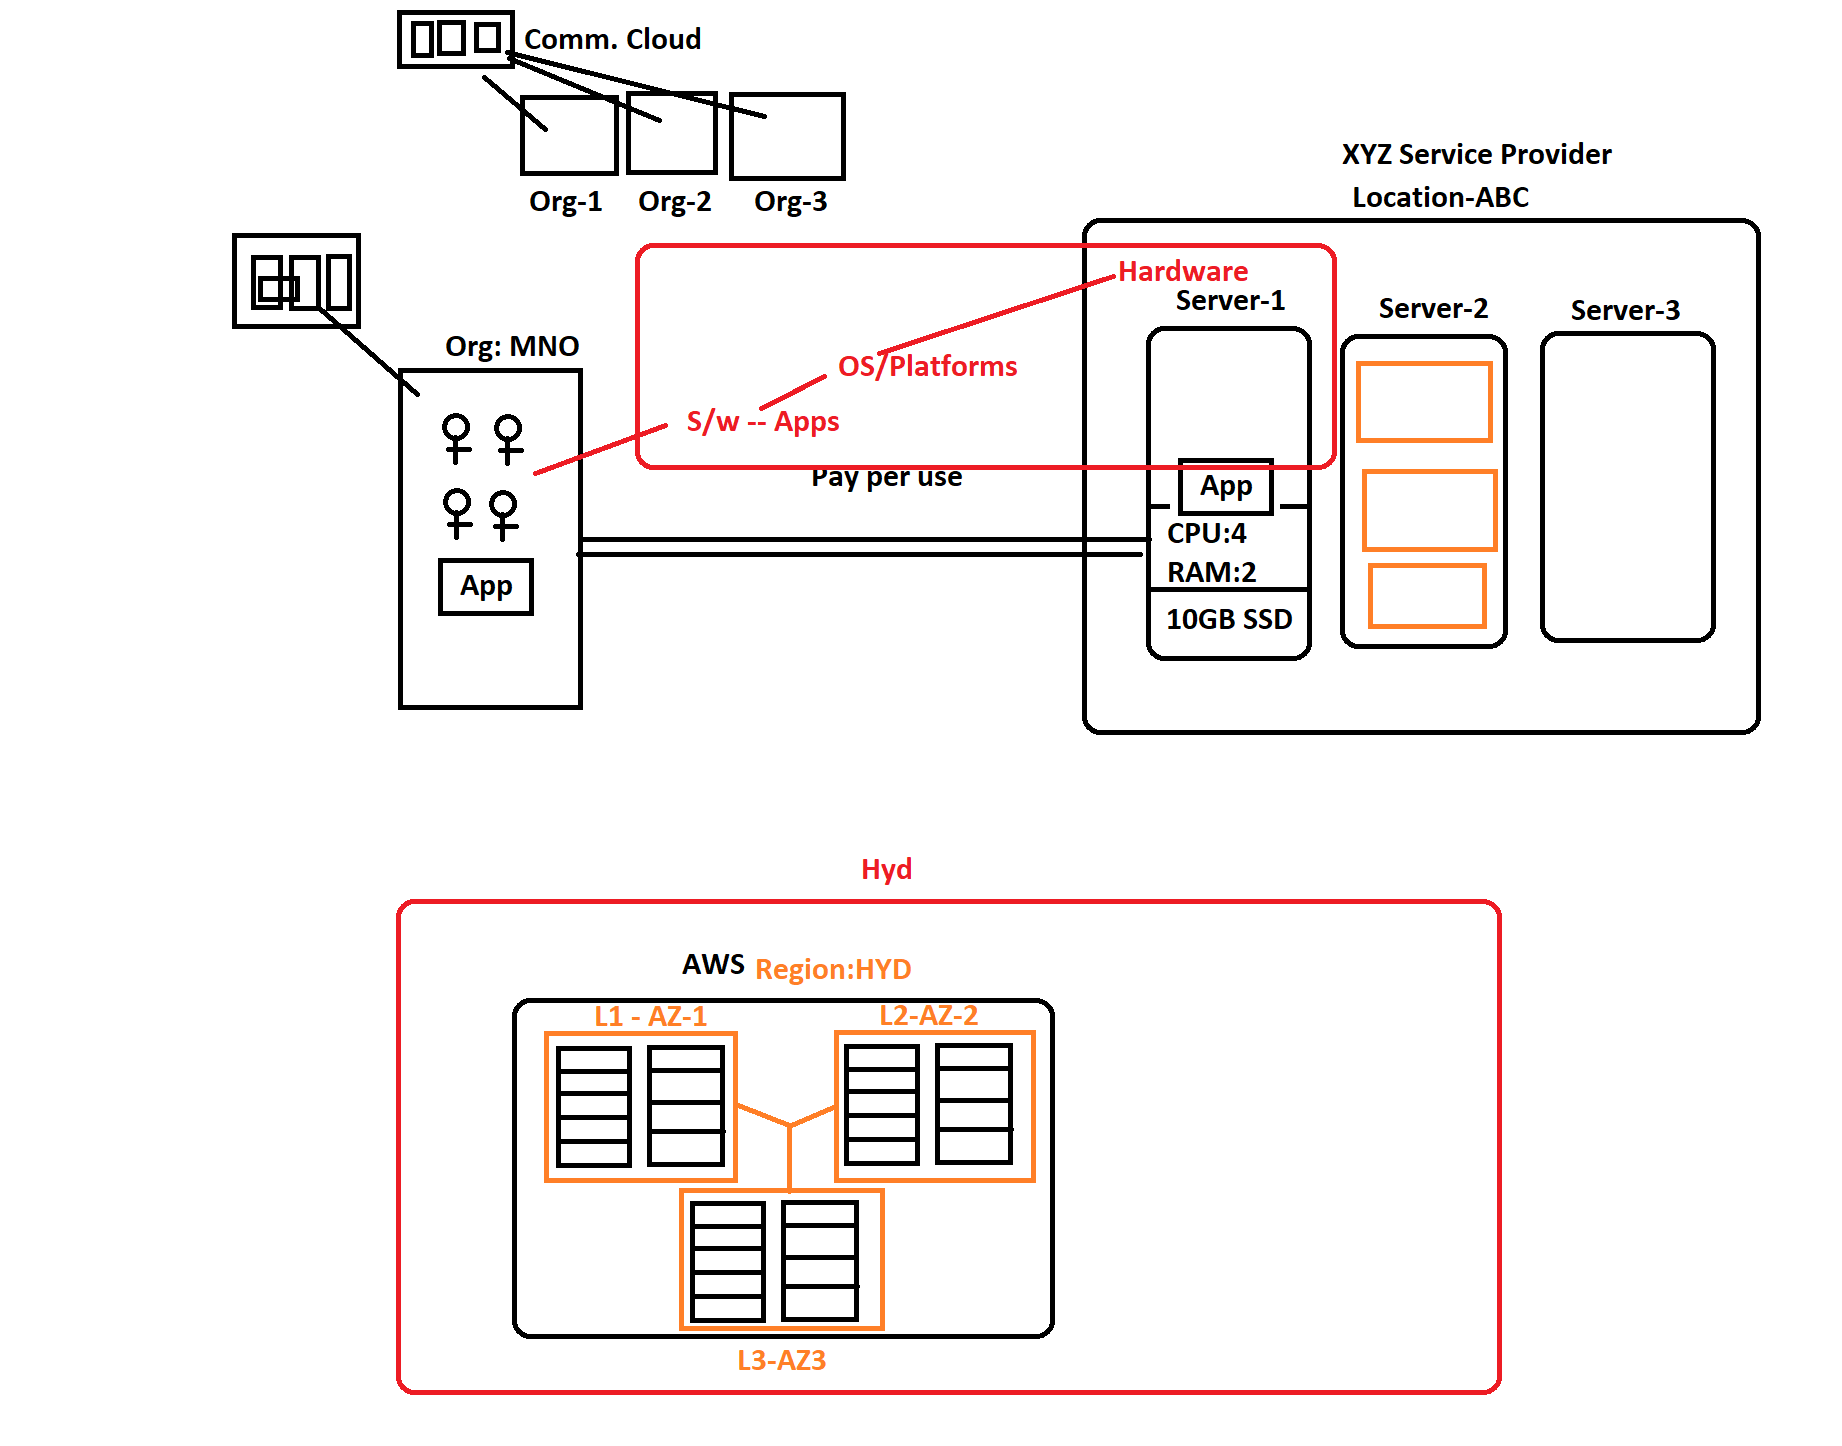 Comm. Cloud
Org-1
Org-2
Org-3
XYZ Service Provider
Location-ABC
Hardware
Server-1
Server-2
Server-3
Org: MNO
OS/Platforms
S/w -- Apps
Pay per use
App
CPU:4
RAM:2
10GB SSD
App
Hyd
AWS Region:HYD
L1 - AZ-1
L2-AZ-2
L3-AZ3